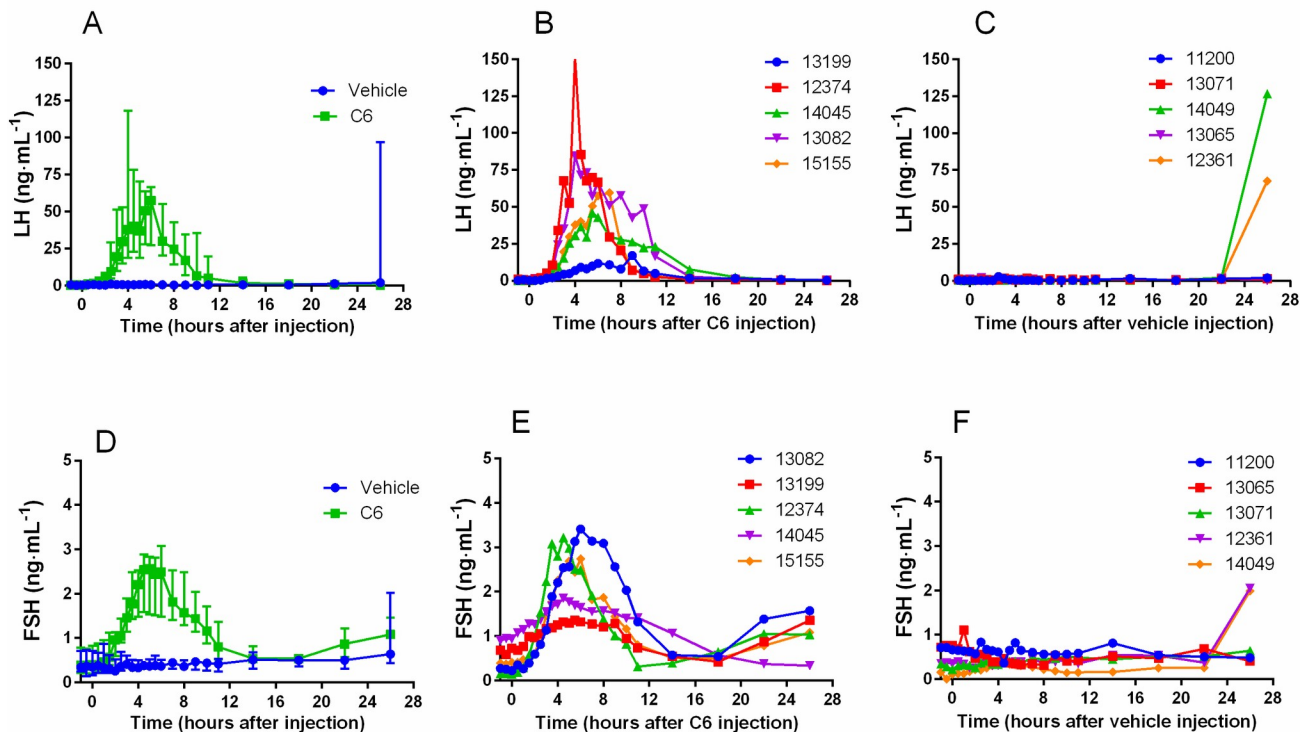 A
LH (ng·mL⁻¹)
150
125
100
75
50
25
0
0 4 8 12 16 20 24 28
Time (hours after injection)
Vehicle
C6
B
LH (ng·mL⁻¹)
150
125
100
75
50
25
0
0 4 8 12 16 20 24 28
Time (hours after C6 injection)
13199
12374
14045
13082
15155
C
LH (ng·mL⁻¹)
150
125
100
75
50
25
0
0 4 8 12 16 20 24 28
Time (hours after vehicle injection)
11200
13071
14049
13065
12361
D
FSH (ng·mL⁻¹)
5
4
3
2
1
0
0 4 8 12 16 20 24 28
Time (hours after injection)
Vehicle
C6
E
FSH (ng·mL⁻¹)
5
4
3
2
1
0
0 4 8 12 16 20 24 28
Time (hours after C6 injection)
13082
13199
12374
14045
15155
F
FSH (ng·mL⁻¹)
5
4
3
2
1
0
0 4 8 12 16 20 24 28
Time (hours after vehicle injection)
11200
13065
13071
12361
14049